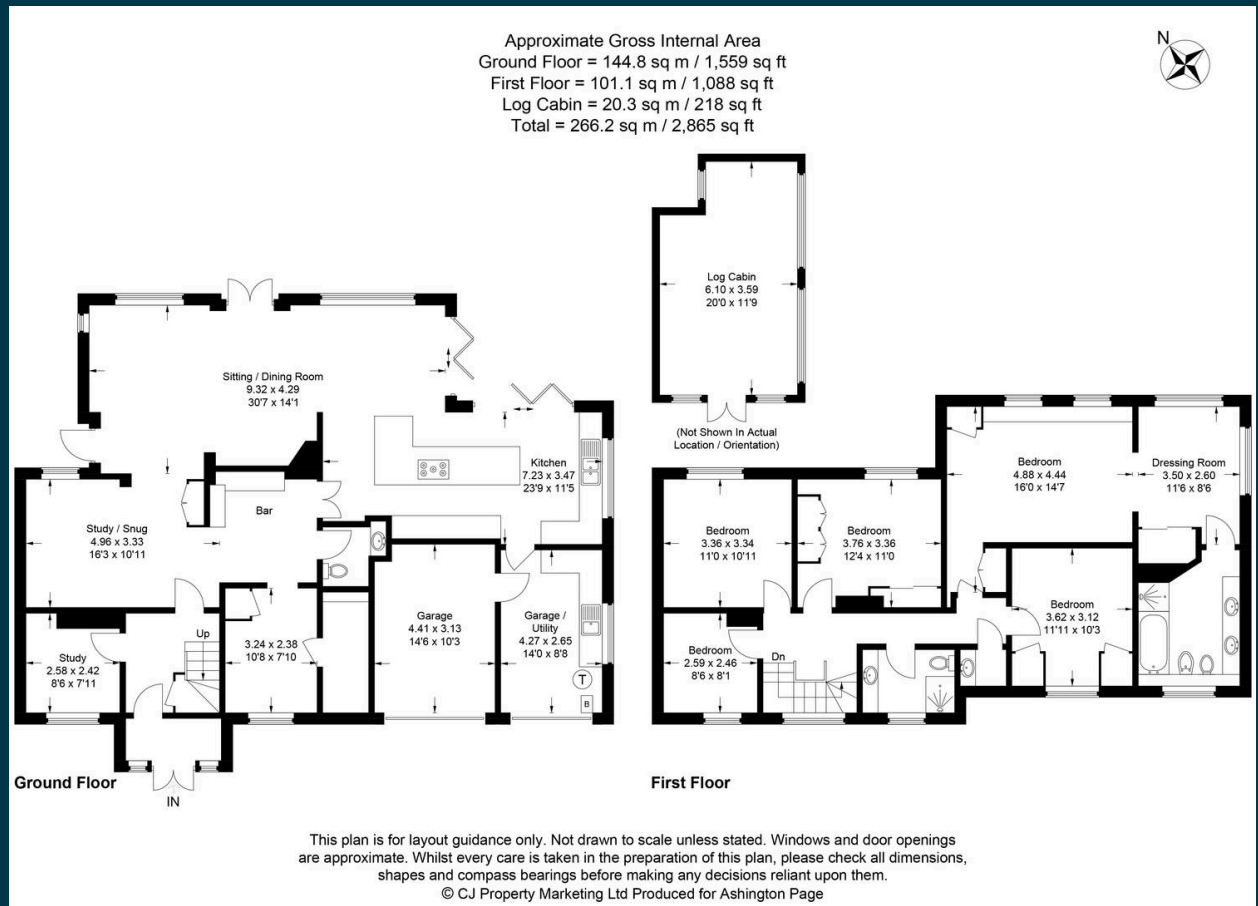 Approximate Gross Internal Area
Ground Floor = 144.8 sq m / 1,559 sq ft
First Floor = 101.1 sq m / 1,088 sq ft
Log Cabin = 20.3 sq m / 218 sq ft
Total = 266.2 sq m / 2,865 sq ft
N
Log Cabin
6.10 x 3.59
20'0 x 11'9
(Not Shown In Actual
Location / Orientation)
Sitting / Dining Room
9.32 x 4.29
30'7 x 14'1
Kitchen
7.23 x 3.47
23'9 x 11'5
Bar
Study / Snug
4.96 x 3.33
16'3 x 10'11
Garage
4.41 x 3.13
14'6 x 10'3
Garage /
Utility
4.27 x 2.65
14'0 x 8'8
T
B
Up
3.24 x 2.38
10'8 x 7'10
Study
2.58 x 2.42
8'6 x 7'11
Ground Floor
IN
Bedroom
4.88 x 4.44
16'0 x 14'7
Dressing Room
3.50 x 2.60
11'6 x 8'6
Bedroom
3.36 x 3.34
11'0 x 10'11
Bedroom
3.76 x 3.36
12'4 x 11'0
Bedroom
3.62 x 3.12
11'11 x 10'3
Bedroom
2.59 x 2.46
8'6 x 8'1
Dn
First Floor
This plan is for layout guidance only. Not drawn to scale unless stated. Windows and door openings
are approximate. Whilst every care is taken in the preparation of this plan, please check all dimensions,
shapes and compass bearings before making any decisions reliant upon them.
© CJ Property Marketing Ltd Produced for Ashington Page